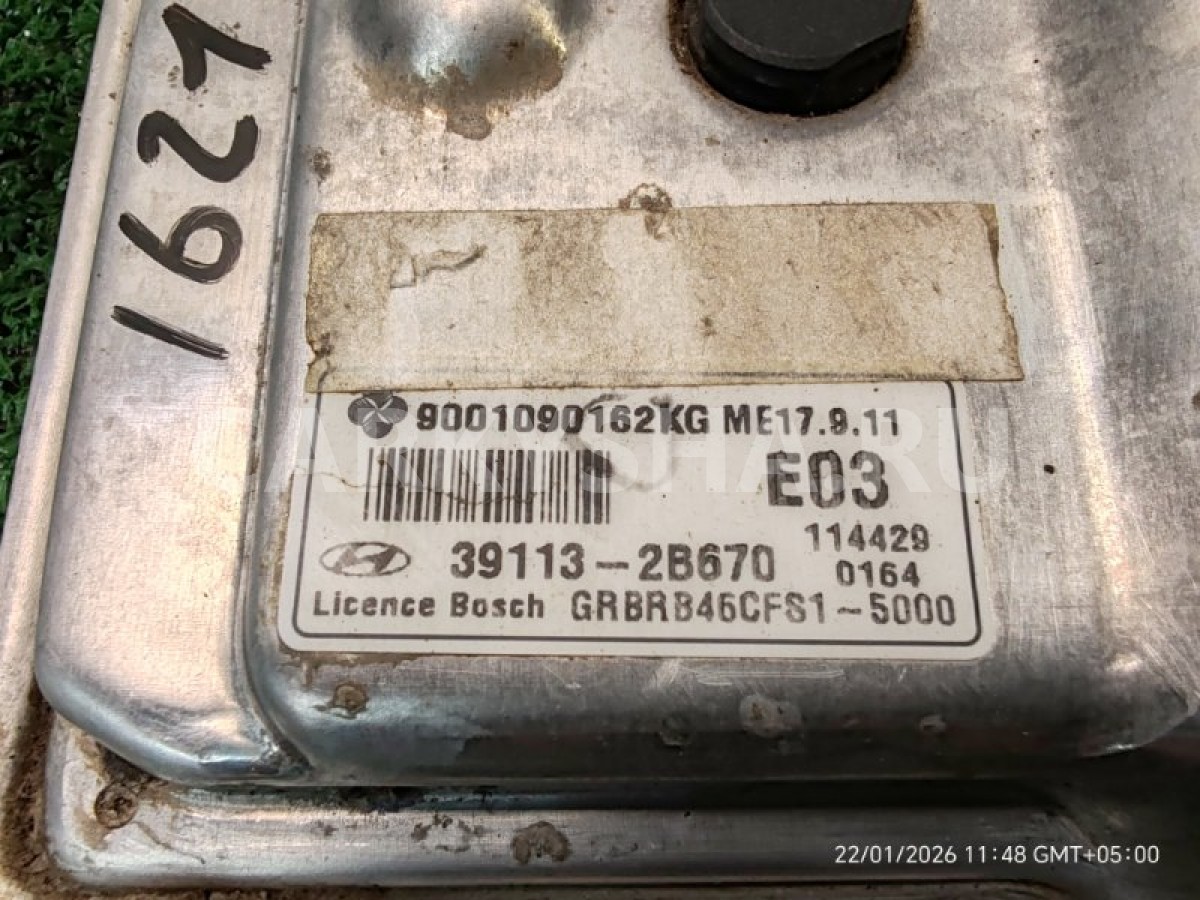 1621
9001090162KG ME17.9.11
E03
39113-2B670
114429
0164
Licence Bosch GRBRB46CFS1-5000
22/01/2026 11:48 GMT+05:00